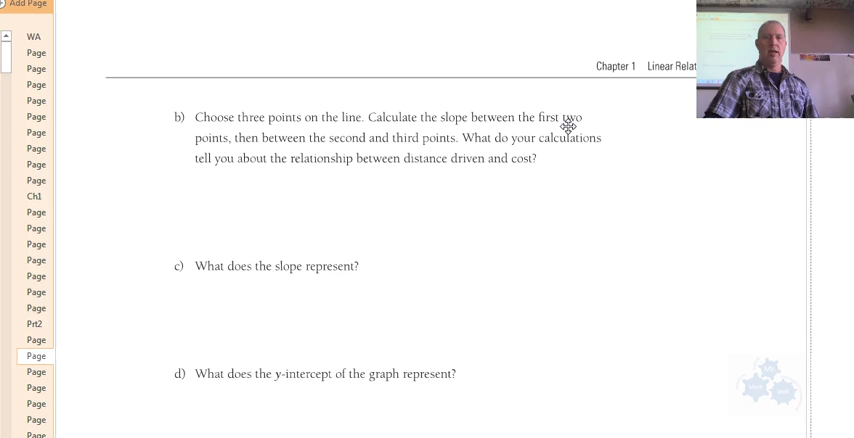 Add Page
WA
Page
Page
Page
Page
Page
Page
Page
Page
Page
Ch1
Page
Page
Page
Page
Page
Page
Page
Prt2
Page
Page
Page
Page
Page
Page
Page
Chapter 1 Linear Relat
b) Choose three points on the line. Calculate the slope between the first two
points, then between the second and third points. What do your calculations
tell you about the relationship between distance driven and cost?
c) What does the slope represent?
d) What does the y-intercept of the graph represent?